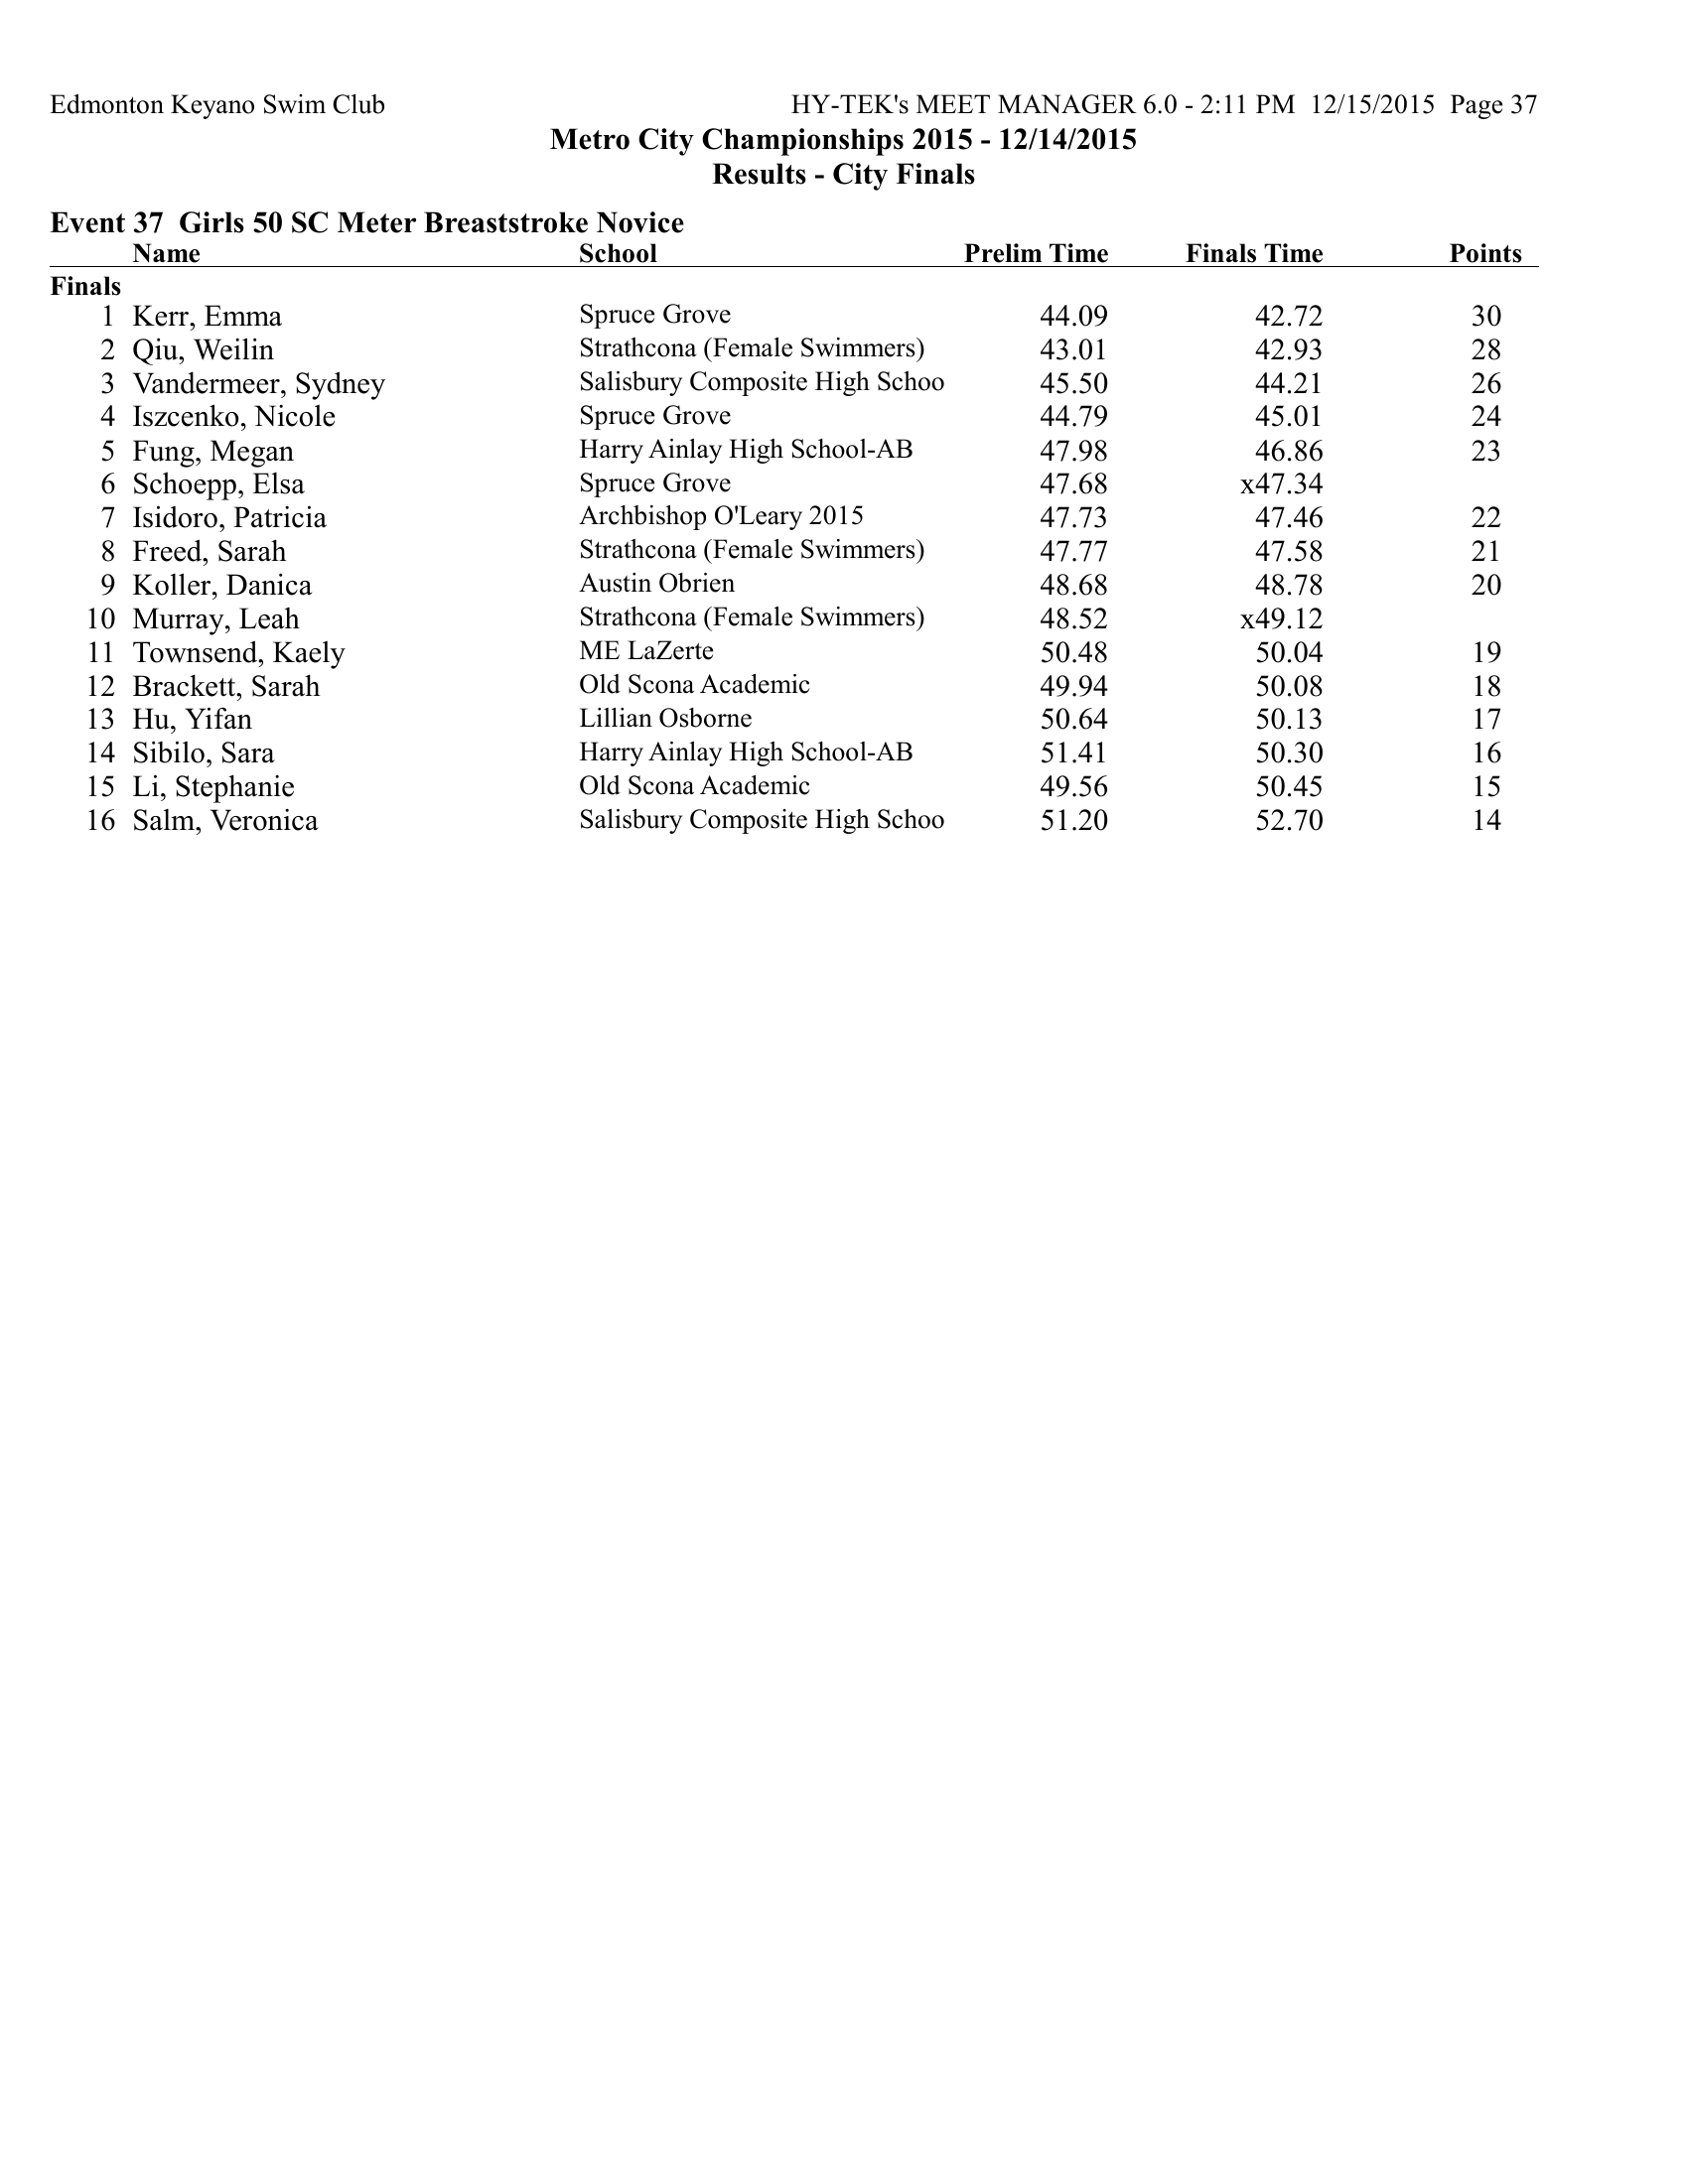 Edmonton Keyano Swim Club HY-TEK's MEET MANAGER 6.0 - 2:11 PM 12/15/2015 Page 37
Metro City Championships 2015 - 12/14/2015
Results - City Finals
Event 37 Girls 50 SC Meter Breaststroke Novice
Name School Prelim Time Finals Time Points
Finals
1 Kerr, Emma Spruce Grove 44.09 42.72 30
2 Qiu, Weilin Strathcona (Female Swimmers) 43.01 42.93 28
3 Vandermeer, Sydney Salisbury Composite High Schoo 45.50 44.21 26
4 Iszcenko, Nicole Spruce Grove 44.79 45.01 24
5 Fung, Megan Harry Ainlay High School-AB 47.98 46.86 23
6 Schoepp, Elsa Spruce Grove 47.68 x47.34
7 Isidoro, Patricia Archbishop O'Leary 2015 47.73 47.46 22
8 Freed, Sarah Strathcona (Female Swimmers) 47.77 47.58 21
9 Koller, Danica Austin Obrien 48.68 48.78 20
10 Murray, Leah Strathcona (Female Swimmers) 48.52 x49.12
11 Townsend, Kaely ME LaZerte 50.48 50.04 19
12 Brackett, Sarah Old Scona Academic 49.94 50.08 18
13 Hu, Yifan Lillian Osborne 50.64 50.13 17
14 Sibilo, Sara Harry Ainlay High School-AB 51.41 50.30 16
15 Li, Stephanie Old Scona Academic 49.56 50.45 15
16 Salm, Veronica Salisbury Composite High Schoo 51.20 52.70 14